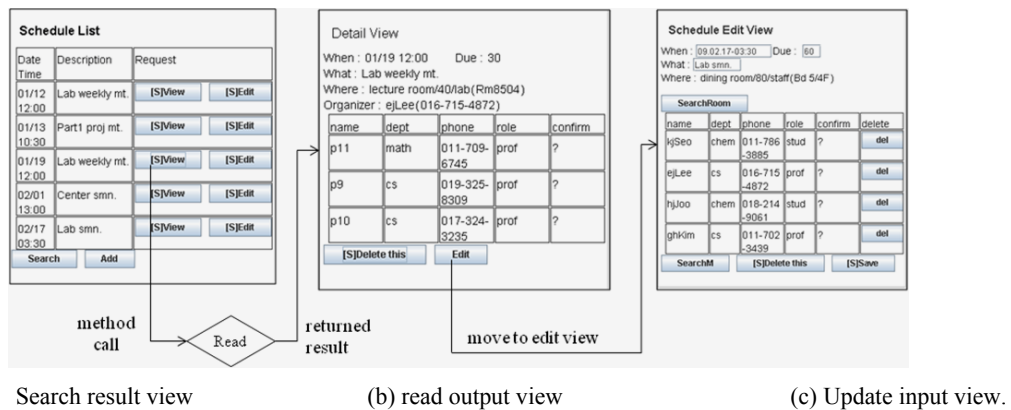 Schedule List
Date Time Description Request
01/12 12:00 Lab weekly mt. [S]View [S]Edit
01/13 10:30 Part1 proj mt. [S]View [S]Edit
01/19 12:00 Lab weekly mt. [S]View [S]Edit
02/01 13:00 Center smn. [S]View [S]Edit
02/17 03:30 Lab smn. [S]View [S]Edit
Search Add
Detail View
When : 01/19 12:00 Due : 30
What : Lab weekly mt.
Where : lecture room/40/lab(Rm8504)
Organizer : ejLee(016-715-4872)
name dept phone role confirm
p11 math 011-709-6745 prof ?
p9 cs 019-325-8309 prof ?
p10 cs 017-324-3235 prof ?
[S]Delete this Edit
Schedule Edit View
When : 09.02.17-03:30 Due : 60
What : Lab smn.
Where : dining room/80/staff(Bd 5/4F)
SearchRoom
name dept phone role confirm delete
kjSeo chem 011-786-3885 stud ? del
ejLee cs 016-715-4872 prof ? del
hjJoo chem 018-214-9061 stud ? del
ghKim cs 011-702-3439 prof ? del
SearchM [S]Delete this [S]Save
method call
Read
returned result
move to edit view
Search result view (b) read output view (c) Update input view.